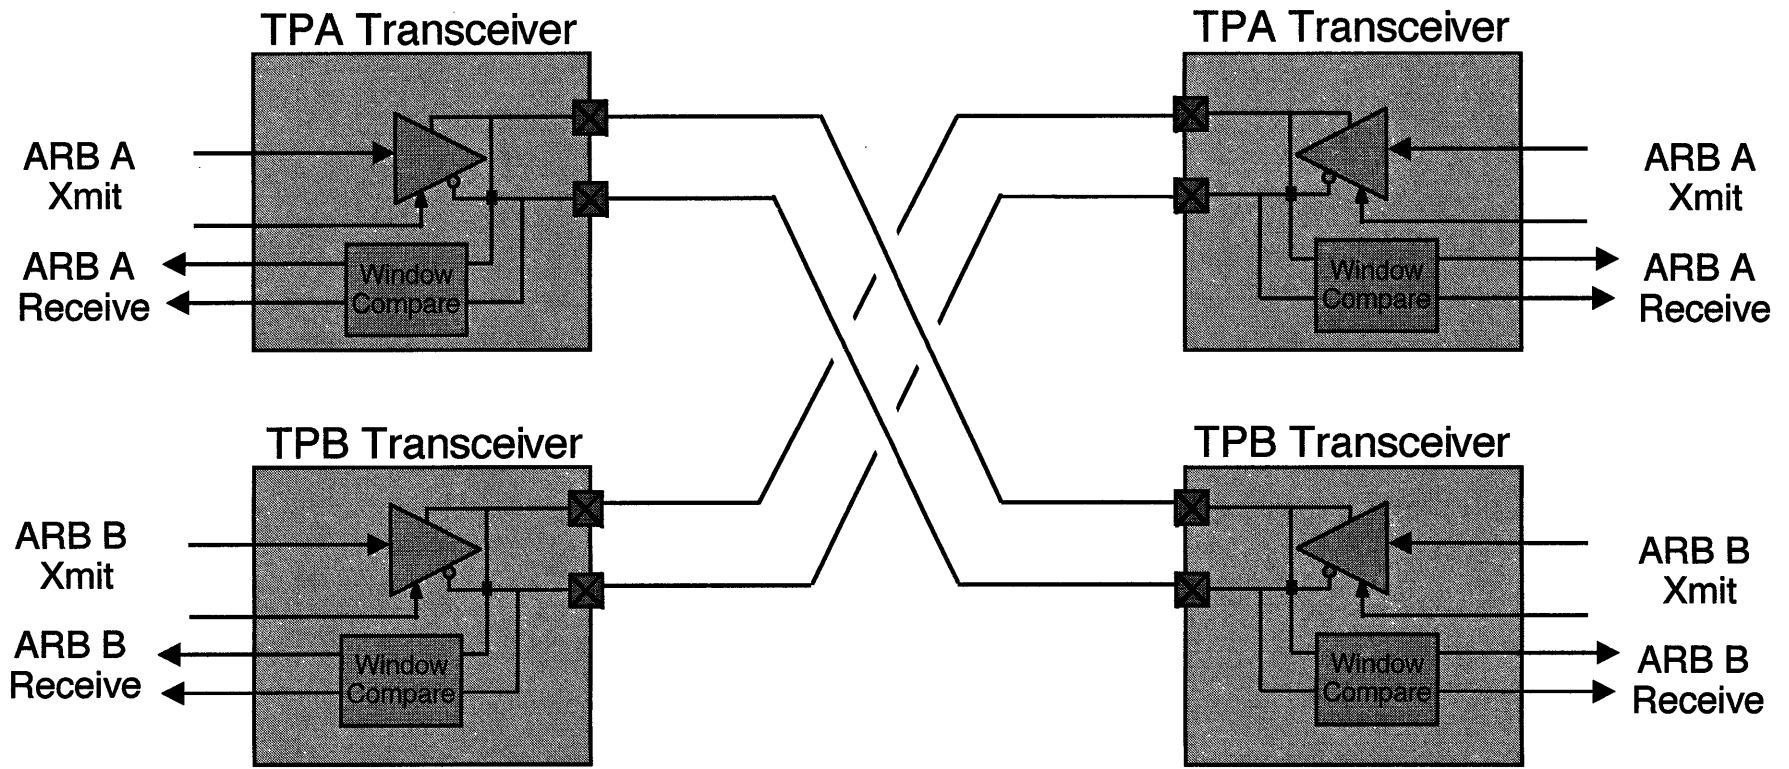 TPA Transceiver
TPA Transceiver
ARB A
Xmit
ARB A
Xmit
ARB A
Receive
Window
Compare
Window
Compare
ARB A
Receive
TPB Transceiver
TPB Transceiver
ARB B
Xmit
ARB B
Xmit
ARB B
Receive
Window
Compare
Window
Compare
ARB B
Receive